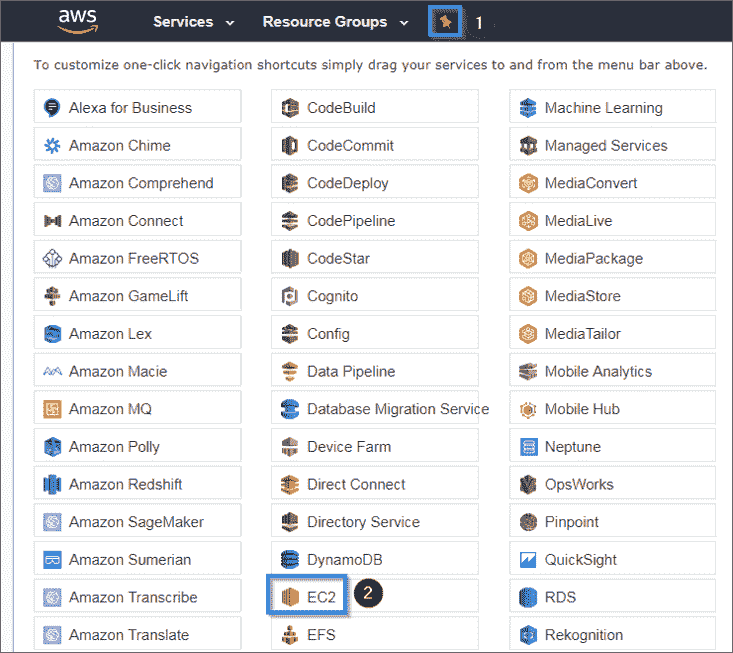 aws Services Resource Groups 1
To customize one-click navigation shortcuts simply drag your services to and from the menu bar above.
Alexa for Business CodeBuild Machine Learning
Amazon Chime CodeCommit Managed Services
Amazon Comprehend CodeDeploy MediaConvert
Amazon Connect CodePipeline MediaLive
Amazon FreeRTOS CodeStar MediaPackage
Amazon GameLift Cognito MediaStore
Amazon Lex Config MediaTailor
Amazon Macie Data Pipeline Mobile Analytics
Amazon MQ Database Migration Service Mobile Hub
Amazon Polly Device Farm Neptune
Amazon Redshift Direct Connect OpsWorks
Amazon SageMaker Directory Service Pinpoint
Amazon Sumerian DynamoDB QuickSight
Amazon Transcribe EC2 2 RDS
Amazon Translate EFS Rekognition